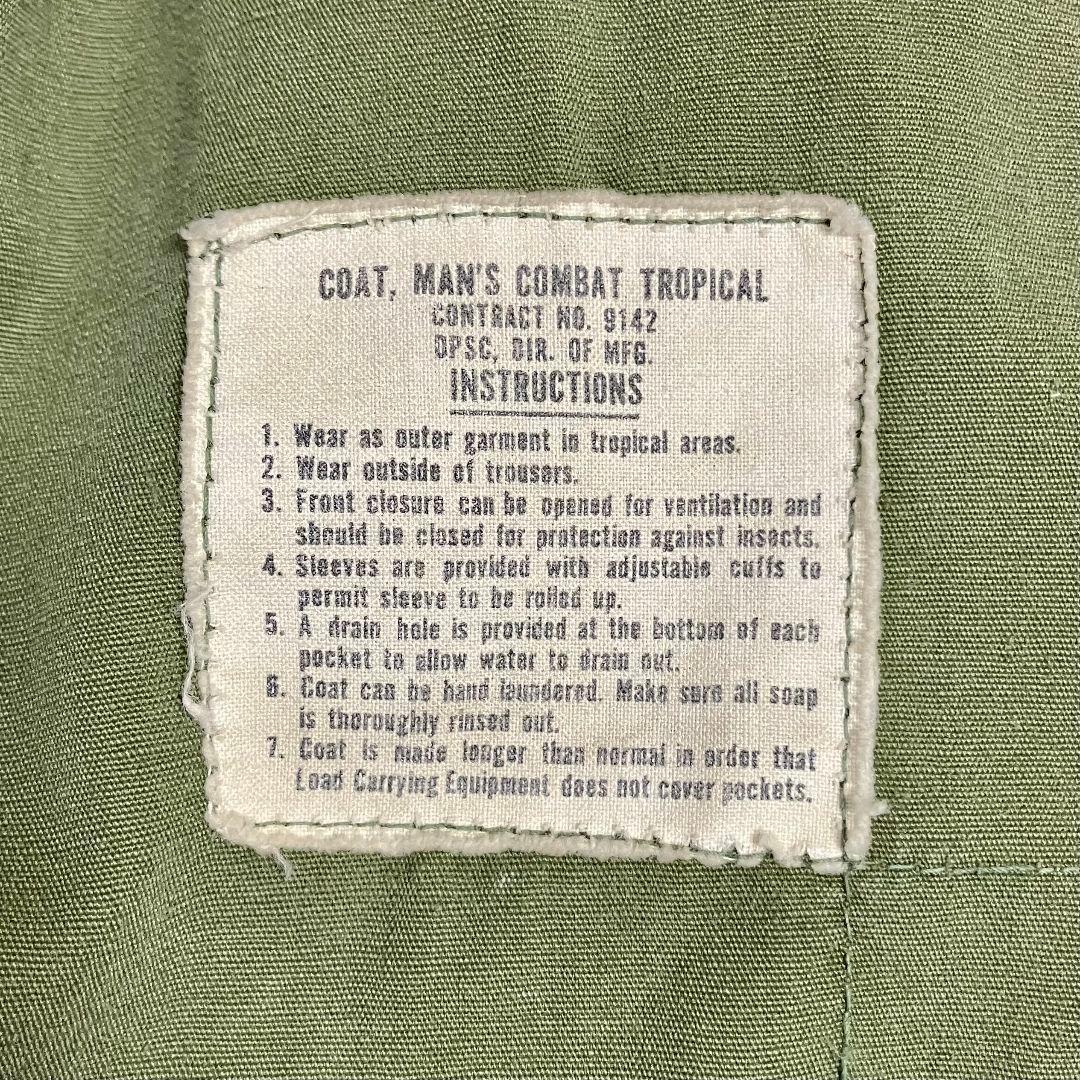 COAT, MAN'S COMBAT TROPICAL
CONTRACT NO. 9142
DPSC, DIR. OF MFG.
INSTRUCTIONS
1. Wear as outer garment in tropical areas.
2. Wear outside of trousers.
3. Front closure can be opened for ventilation and
should be closed for protection against insects.
4. Sleeves are provided with adjustable cuffs to
permit sleeve to be rolled up.
5. A drain hole is provided at the bottom of each
pocket to allow water to drain out.
6. Coat can be hand laundered. Make sure all soap
is thoroughly rinsed out.
7. Coat is made longer than normal in order that
Load Carrying Equipment does not cover pockets.